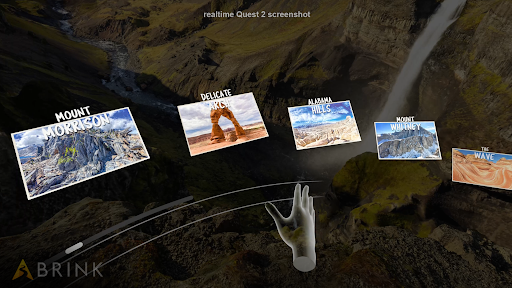 realtime Quest 2 screenshot
MOUNT
MORRISON
DELICATE
ARCH
ALABAMA
HILLS
MOUNT
WHITNEY
THE
WAVE
BRINK